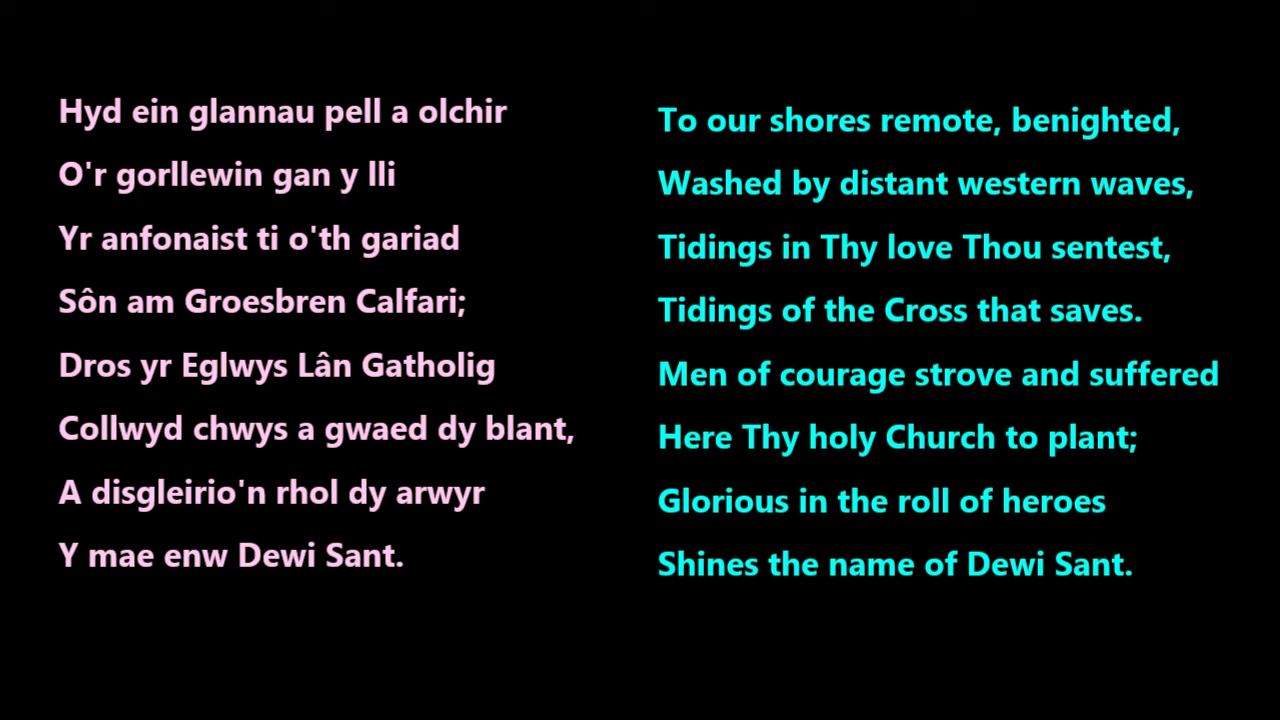 Hyd ein glannau pell a olchir
O'r gorllewin gan y lli
Yr anfonaist ti o'th gariad
Sôn am Groesbren Calfari;
Dros yr Eglwys Lân Gatholig
Collwyd chwys a gwaed dy blant,
A disgleirio'n rhol dy arwyr
Y mae enw Dewi Sant.
To our shores remote, benighted,
Washed by distant western waves,
Tidings in Thy love Thou sentest,
Tidings of the Cross that saves.
Men of courage strove and suffered
Here Thy holy Church to plant;
Glorious in the roll of heroes
Shines the name of Dewi Sant.